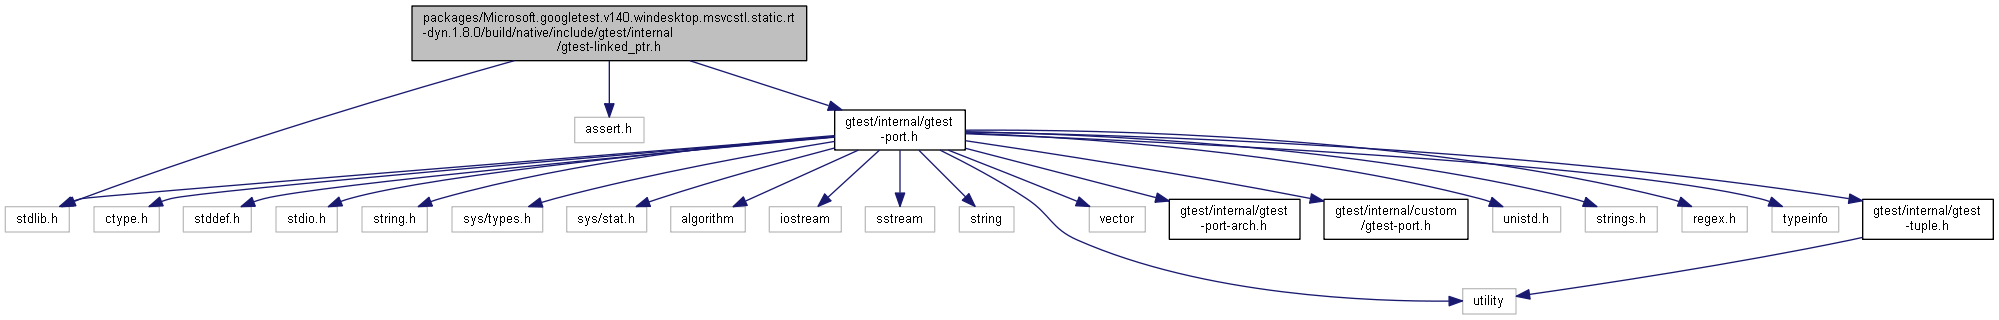 packages/Microsoft.googletest.v140.windesktop.msvcstl.static.rt
-dyn.1.8.0/build/native/include/gtest/internal
/gtest-linked_ptr.h
assert.h
gtest/internal/gtest
-port.h
stdlib.h
ctype.h
stddef.h
stdio.h
string.h
sys/types.h
sys/stat.h
algorithm
iostream
sstream
string
vector
gtest/internal/gtest
-port-arch.h
gtest/internal/custom
/gtest-port.h
unistd.h
strings.h
regex.h
typeinfo
gtest/internal/gtest
-tuple.h
utility